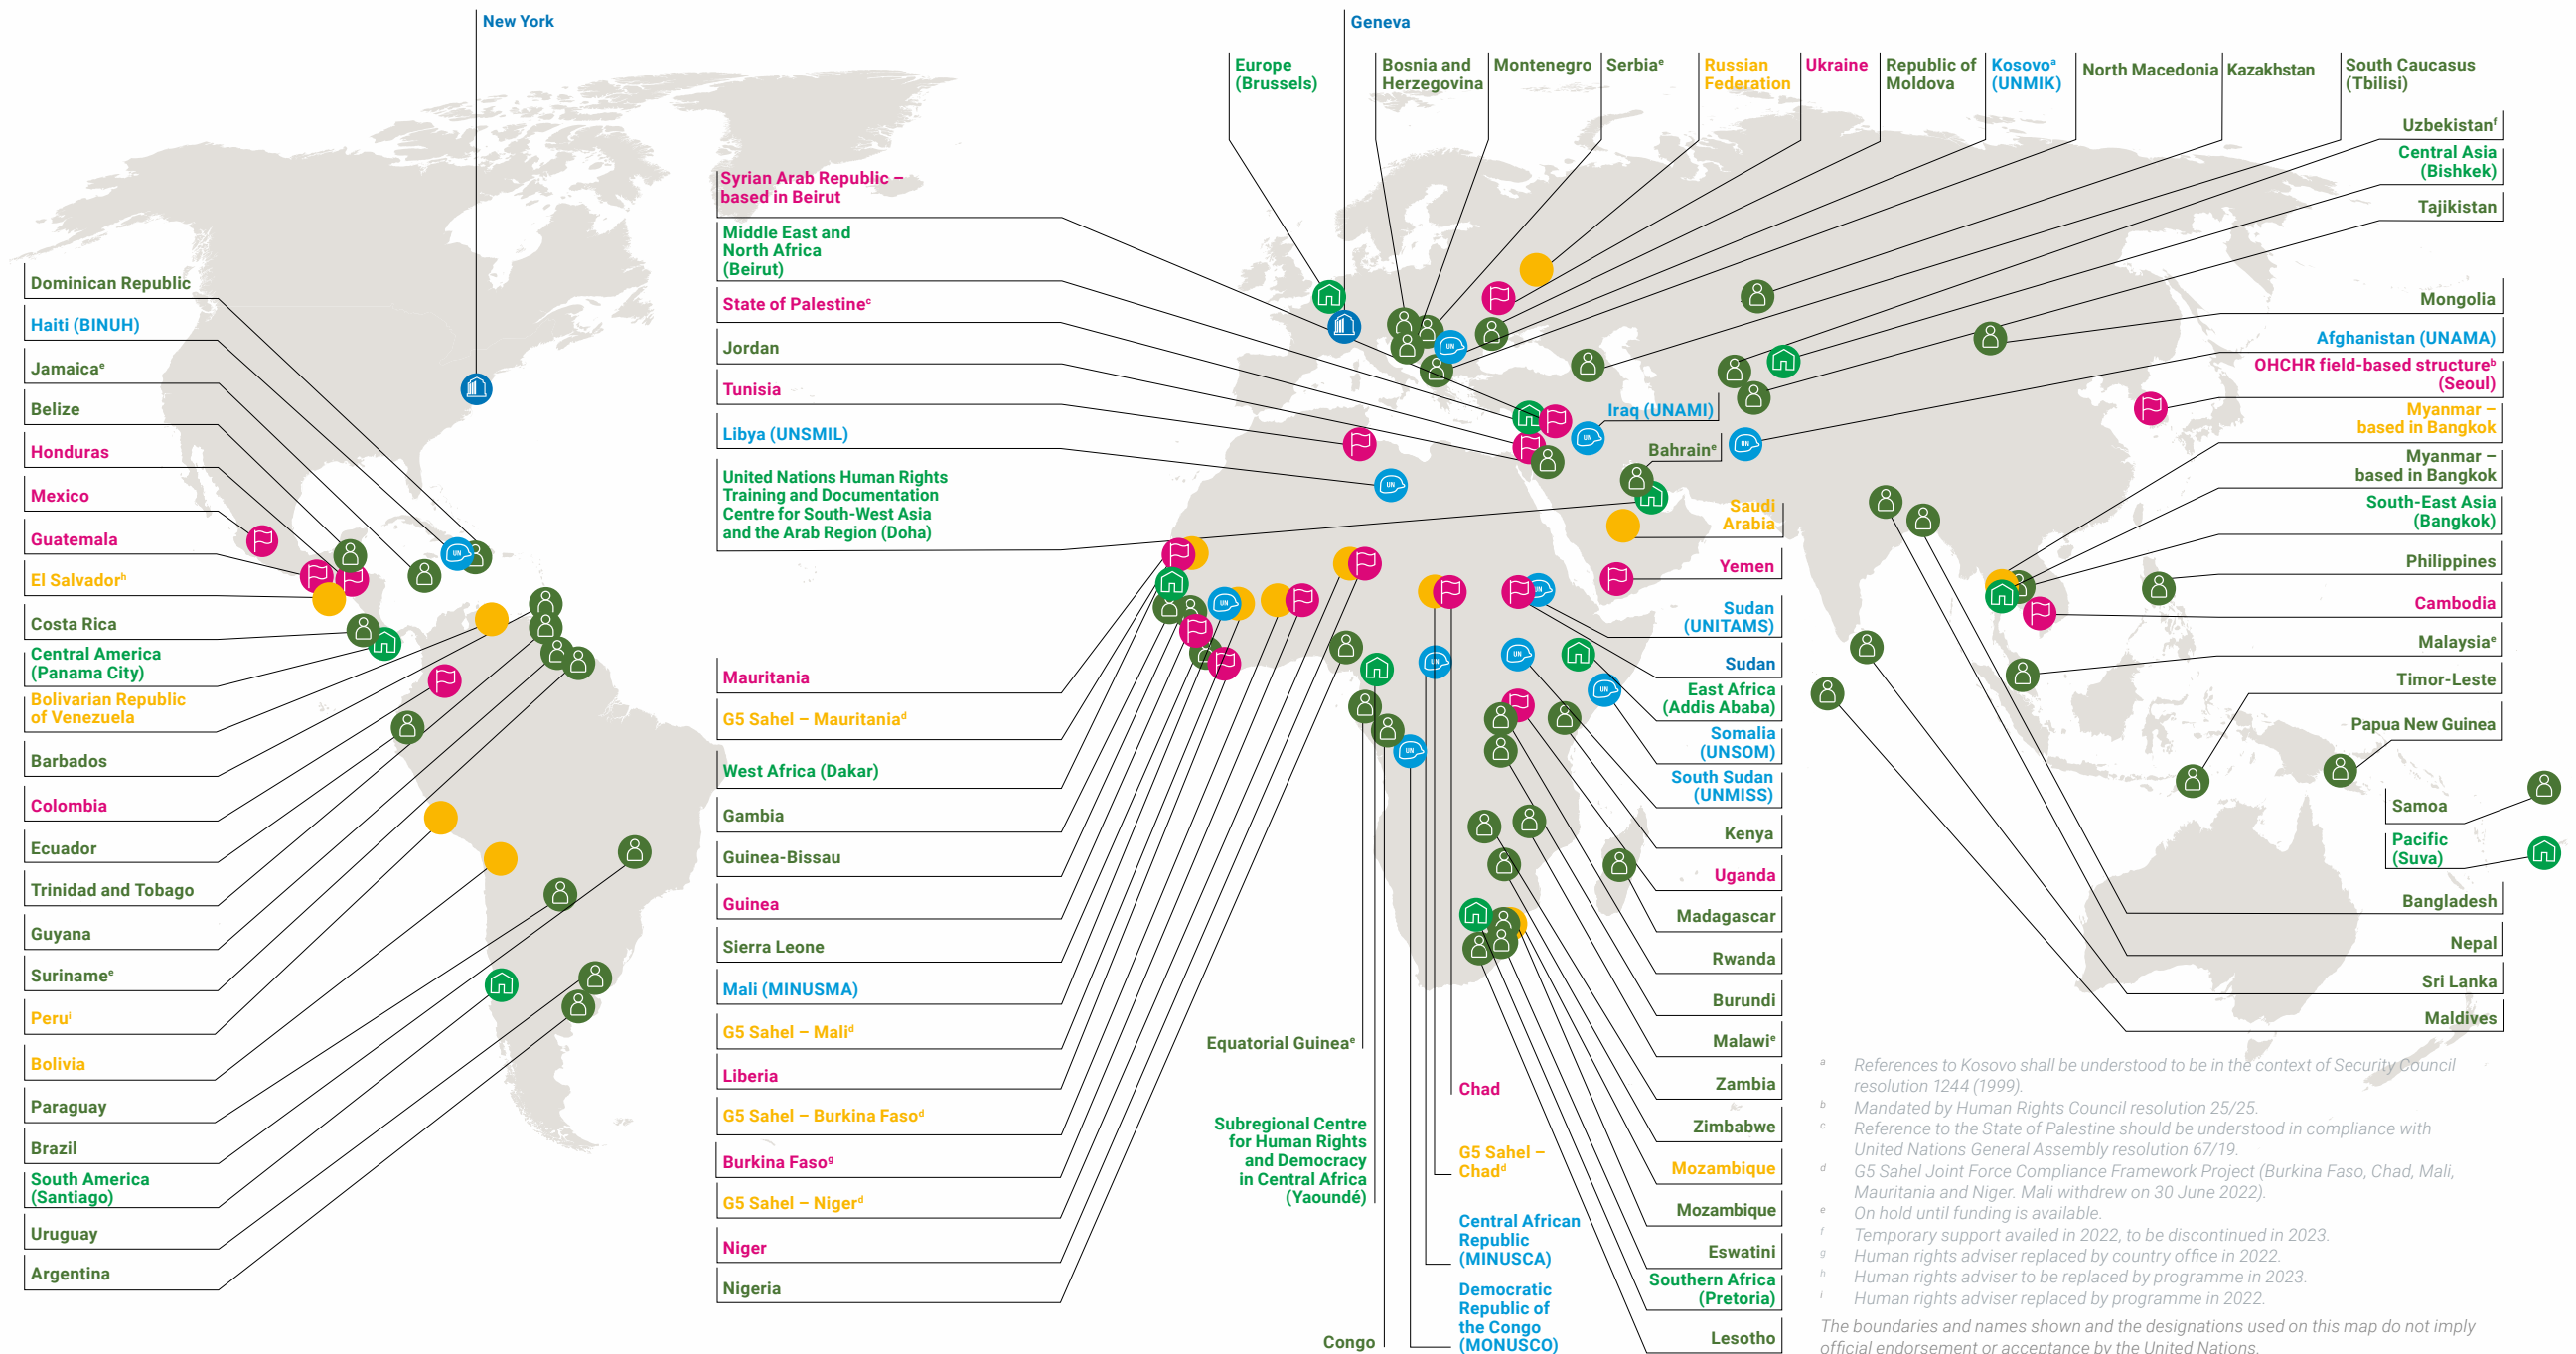 New York
Geneva
Europe
(Brussels)
Bosnia and
Herzegovina
Montenegro
Serbiaᵉ
Russian
Federation
Ukraine
Republic of
Moldova
Kosovoᵃ
(UNMIK)
North Macedonia
Kazakhstan
South Caucasus
(Tbilisi)
Uzbekistanᶠ
Central Asia
(Bishkek)
Tajikistan
Mongolia
Afghanistan (UNAMA)
OHCHR field-based structureᵇ
(Seoul)
Myanmar –
based in Bangkok
Myanmar –
based in Bangkok
South-East Asia
(Bangkok)
Philippines
Cambodia
Malaysiaᵉ
Timor-Leste
Papua New Guinea
Samoa
Pacific
(Suva)
Bangladesh
Nepal
Sri Lanka
Maldives
Dominican Republic
Haiti (BINUH)
Jamaicaᵉ
Belize
Honduras
Mexico
Guatemala
El Salvadorʰ
Costa Rica
Central America
(Panama City)
Bolivarian Republic
of Venezuela
Barbados
Colombia
Ecuador
Trinidad and Tobago
Guyana
Surinameᵉ
Peruⁱ
Bolivia
Paraguay
Brazil
South America
(Santiago)
Uruguay
Argentina
Syrian Arab Republic –
based in Beirut
Middle East and
North Africa
(Beirut)
State of Palestineᶜ
Jordan
Tunisia
Libya (UNSMIL)
United Nations Human Rights
Training and Documentation
Centre for South-West Asia
and the Arab Region (Doha)
Mauritania
G5 Sahel – Mauritaniaᵈ
West Africa (Dakar)
Gambia
Guinea-Bissau
Guinea
Sierra Leone
Mali (MINUSMA)
G5 Sahel – Maliᵈ
Liberia
G5 Sahel – Burkina Fasoᵈ
Burkina Fasoᵍ
G5 Sahel – Nigerᵈ
Niger
Nigeria
Iraq (UNAMI)
Bahrainᵉ
Saudi
Arabia
Yemen
Sudan
(UNITAMS)
Sudan
East Africa
(Addis Ababa)
Somalia
(UNSOM)
South Sudan
(UNMISS)
Kenya
Uganda
Madagascar
Rwanda
Burundi
Malawiᵉ
Zambia
Zimbabwe
Mozambique
Mozambique
Eswatini
Southern Africa
(Pretoria)
Lesotho
Equatorial Guineaᵉ
Subregional Centre
for Human Rights
and Democracy
in Central Africa
(Yaoundé)
Congo
Chad
G5 Sahel –
Chadᵈ
Central African
Republic
(MINUSCA)
Democratic
Republic of
the Congo
(MONUSCO)
UN
UN
UN
UN
UN
UN
UN
UN
UN
UN
UN
UN
ᵃ References to Kosovo shall be understood to be in the context of Security Council
resolution 1244 (1999).
ᵇ Mandated by Human Rights Council resolution 25/25.
ᶜ Reference to the State of Palestine should be understood in compliance with
United Nations General Assembly resolution 67/19.
ᵈ G5 Sahel Joint Force Compliance Framework Project (Burkina Faso, Chad, Mali,
Mauritania and Niger. Mali withdrew on 30 June 2022).
ᵉ On hold until funding is available.
ᶠ Temporary support availed in 2022, to be discontinued in 2023.
ᵍ Human rights adviser replaced by country office in 2022.
ʰ Human rights adviser to be replaced by programme in 2023.
ⁱ Human rights adviser replaced by programme in 2022.
The boundaries and names shown and the designations used on this map do not imply
official endorsement or acceptance by the United Nations.